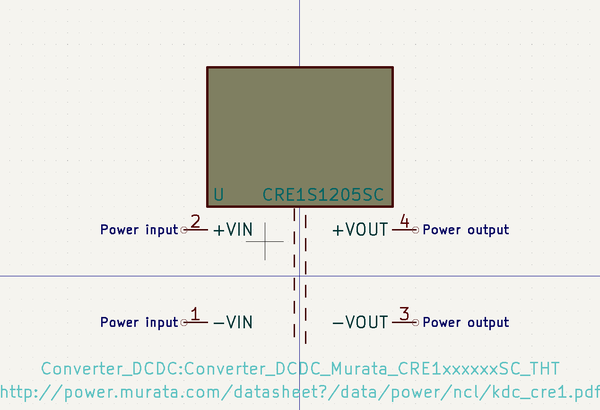 U CRE1S1205SC
Power input 2 +VIN +VOUT 4 Power output
Power input 1 −VIN −VOUT 3 Power output
Converter_DCDC:Converter_DCDC_Murata_CRE1xxxxxxSC_THT
http://power.murata.com/datasheet?/data/power/ncl/kdc_cre1.pdf